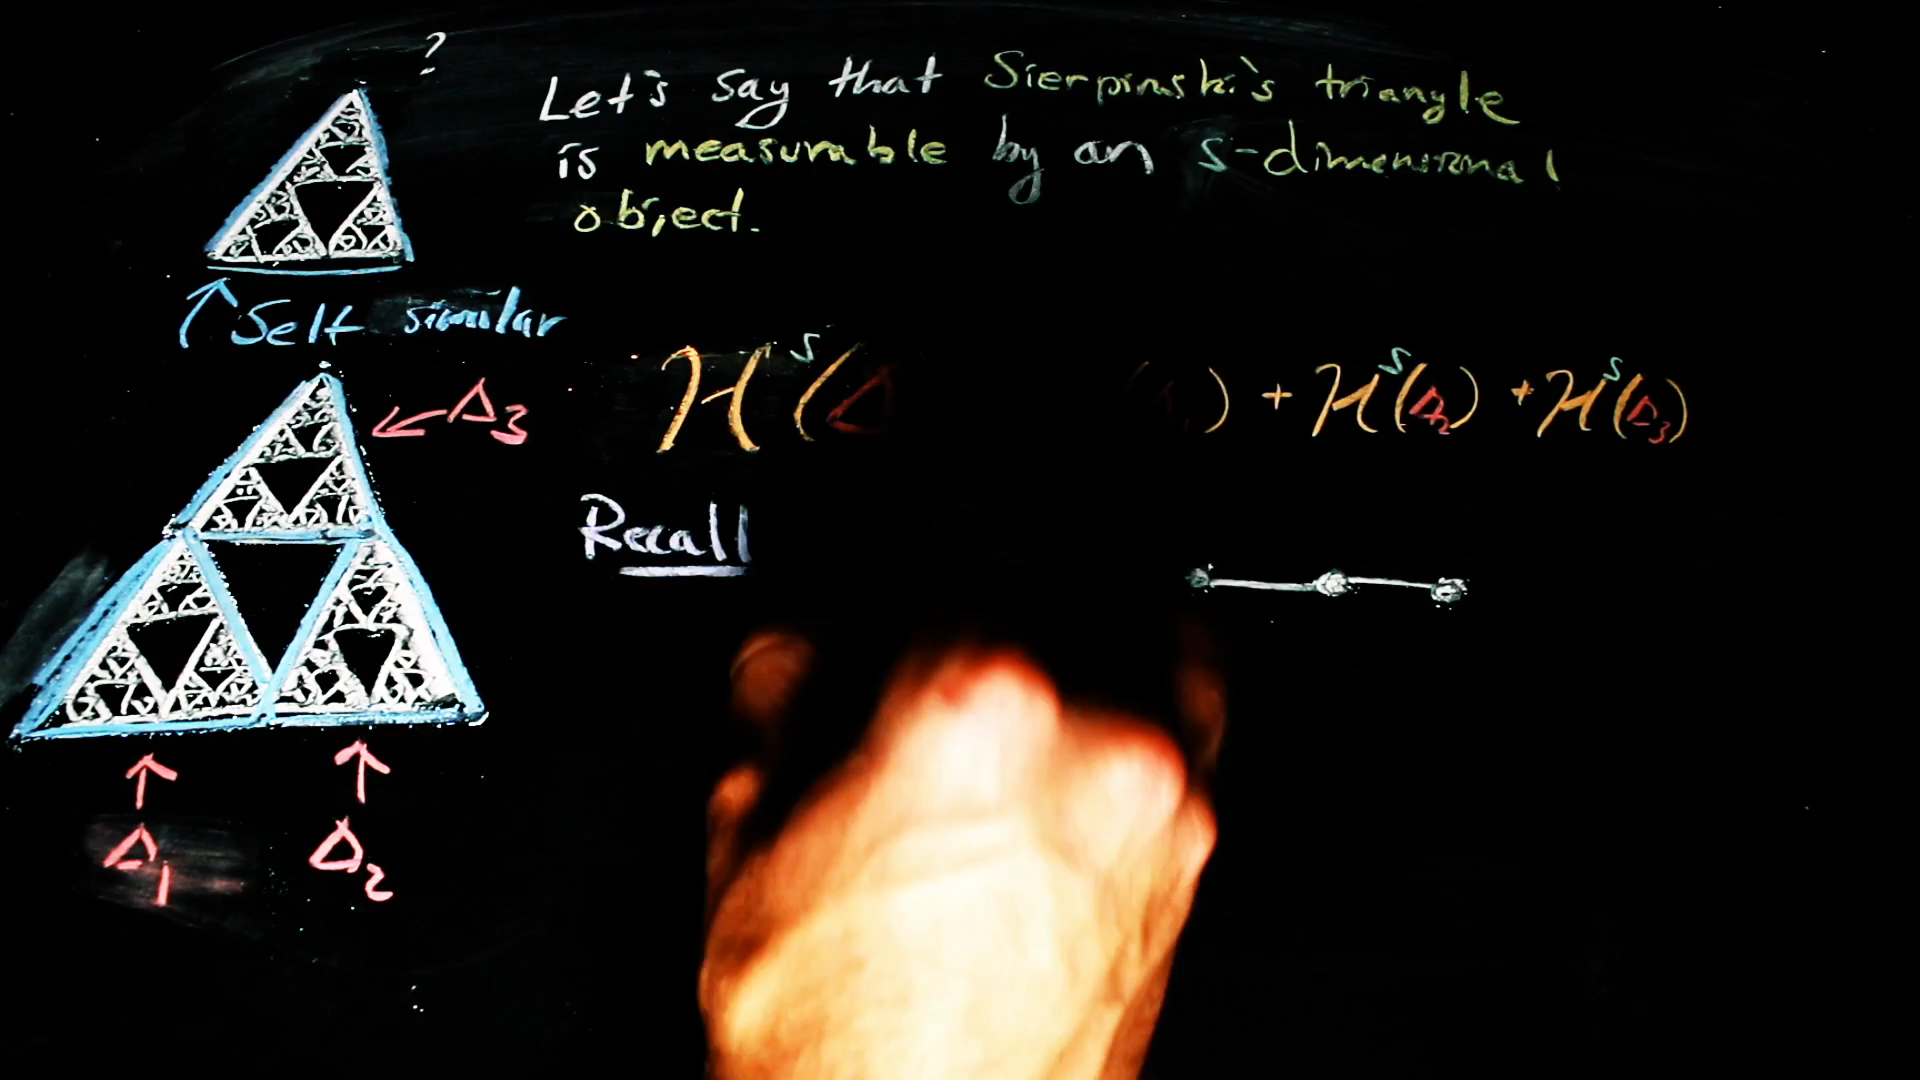 ?
Let's say that Sierpinski's triangle
is measurable by an s-dimensional
object.
↑ Self similar
← Δ3
H^s(Δ ) + H^s(Δ2) + H^s(Δ3)
Recall
↑ ↑
Δ1 Δ2